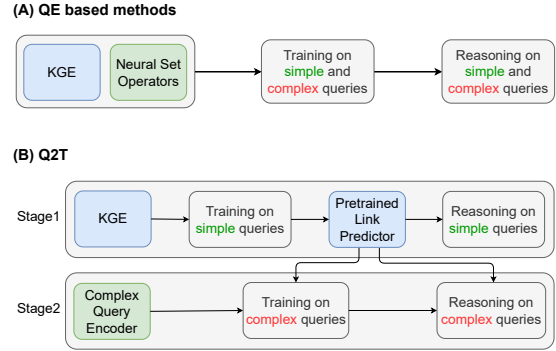 (A) QE based methods
KGE
Neural Set
Operators
Training on
simple and
complex queries
Reasoning on
simple and
complex queries
(B) Q2T
Stage1
KGE
Training on
simple queries
Pretrained
Link
Predictor
Reasoning on
simple queries
Stage2
Complex
Query
Encoder
Training on
complex queries
Reasoning on
complex queries